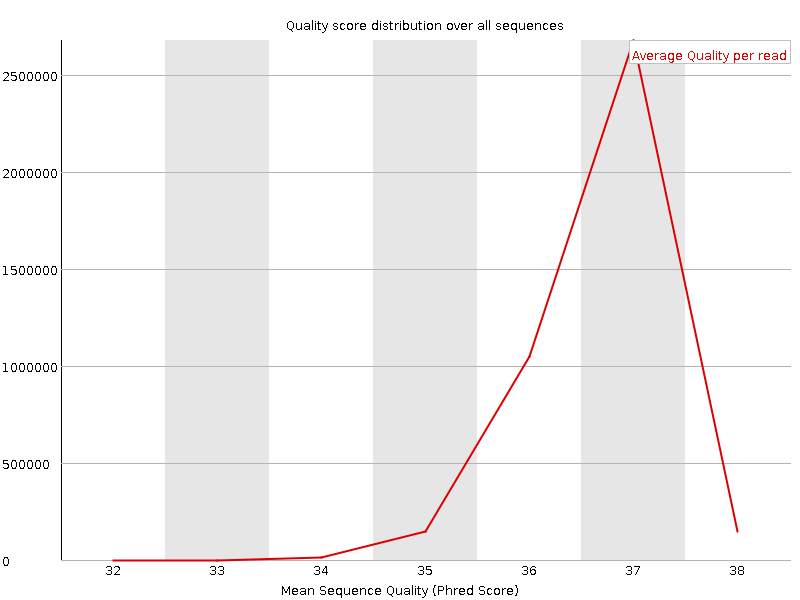 Quality score distribution over all sequences
Average Quality per read
2500000
2000000
1500000
1000000
500000
0
32 33 34 35 36 37 38
Mean Sequence Quality (Phred Score)